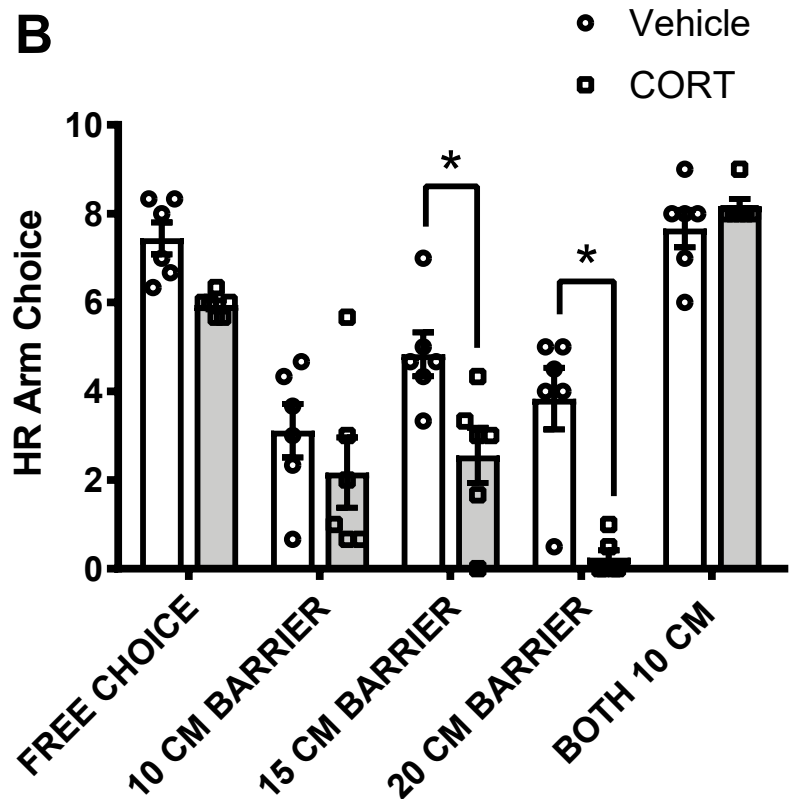 B
Vehicle
CORT
HR Arm Choice
10
8
6
4
2
0
*
*
FREE CHOICE
10 CM BARRIER
15 CM BARRIER
20 CM BARRIER
BOTH 10 CM